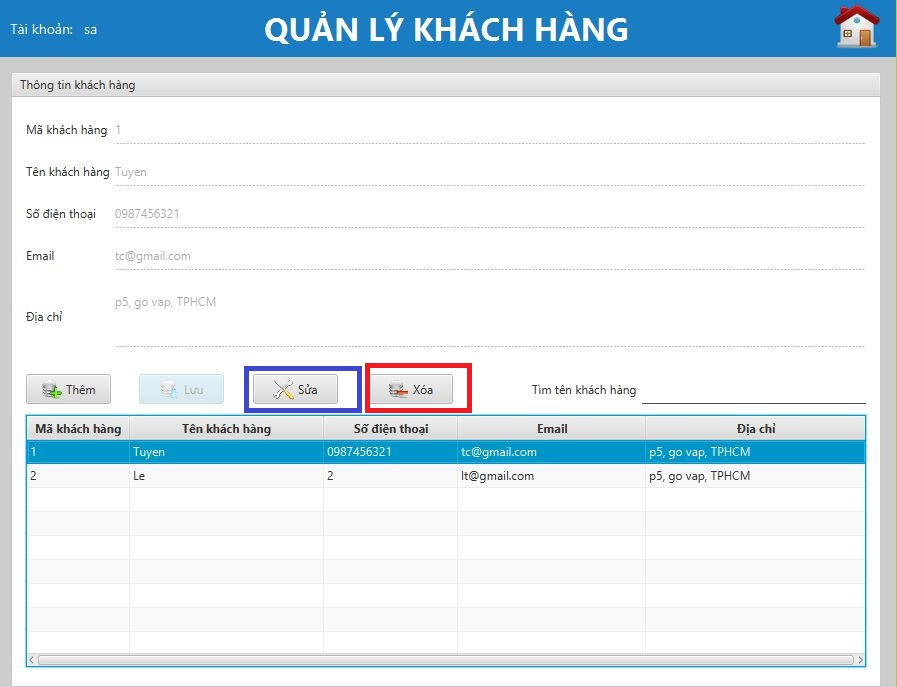 Tài khoản: sa
QUẢN LÝ KHÁCH HÀNG
Thông tin khách hàng
Mã khách hàng 1
Tên khách hàng Tuyen
Số điện thoại 0987456321
Email tc@gmail.com
Địa chỉ p5, go vap, TPHCM
Thêm Lưu Sửa Xóa Tìm tên khách hàng
Mã khách hàng Tên khách hàng Số điện thoại Email Địa chỉ
1 Tuyen 0987456321 tc@gmail.com p5, go vap, TPHCM
2 Le 2 lt@gmail.com p5, go vap, TPHCM